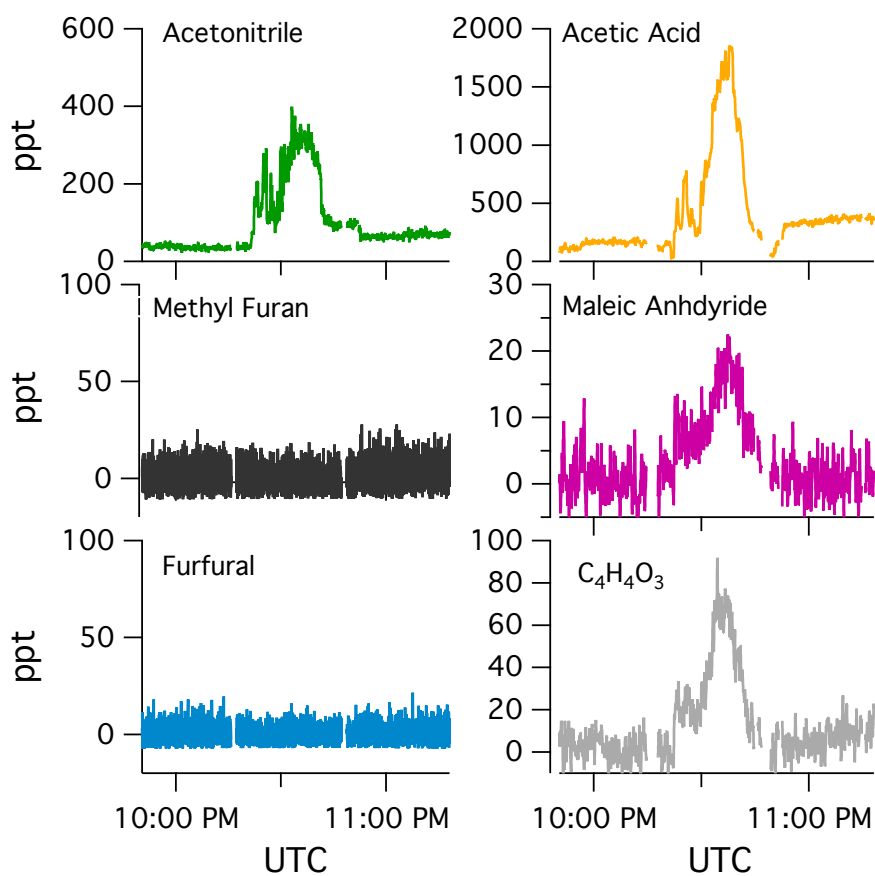 Acetonitrile
600
400
200
0
ppt
Acetic Acid
2000
1500
1000
500
0
Methyl Furan
100
50
0
ppt
Maleic Anhdyride
30
20
10
0
Furfural
100
50
0
ppt
10:00 PM 11:00 PM
UTC
C₄H₄O₃
100
80
60
40
20
0
10:00 PM 11:00 PM
UTC